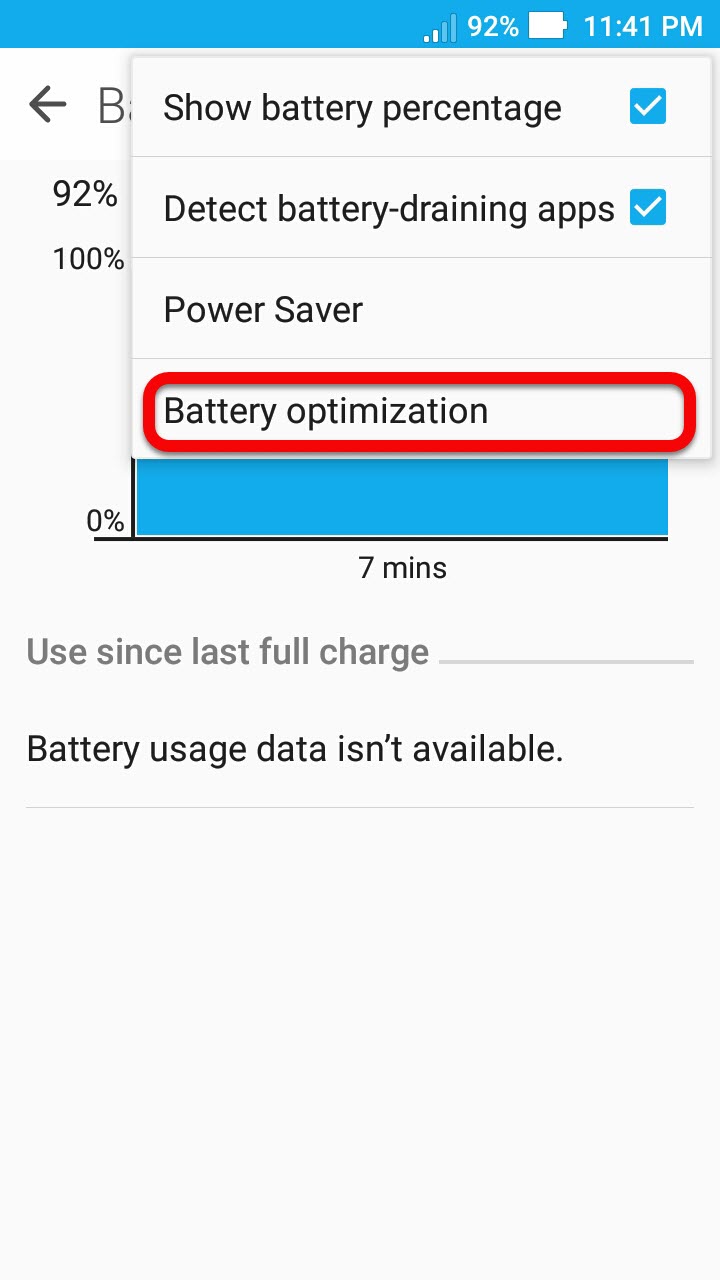 92% 11:41 PM
Show battery percentage
92%
Detect battery-draining apps
100%
Power Saver
Battery optimization
0%
7 mins
Use since last full charge
Battery usage data isn’t available.